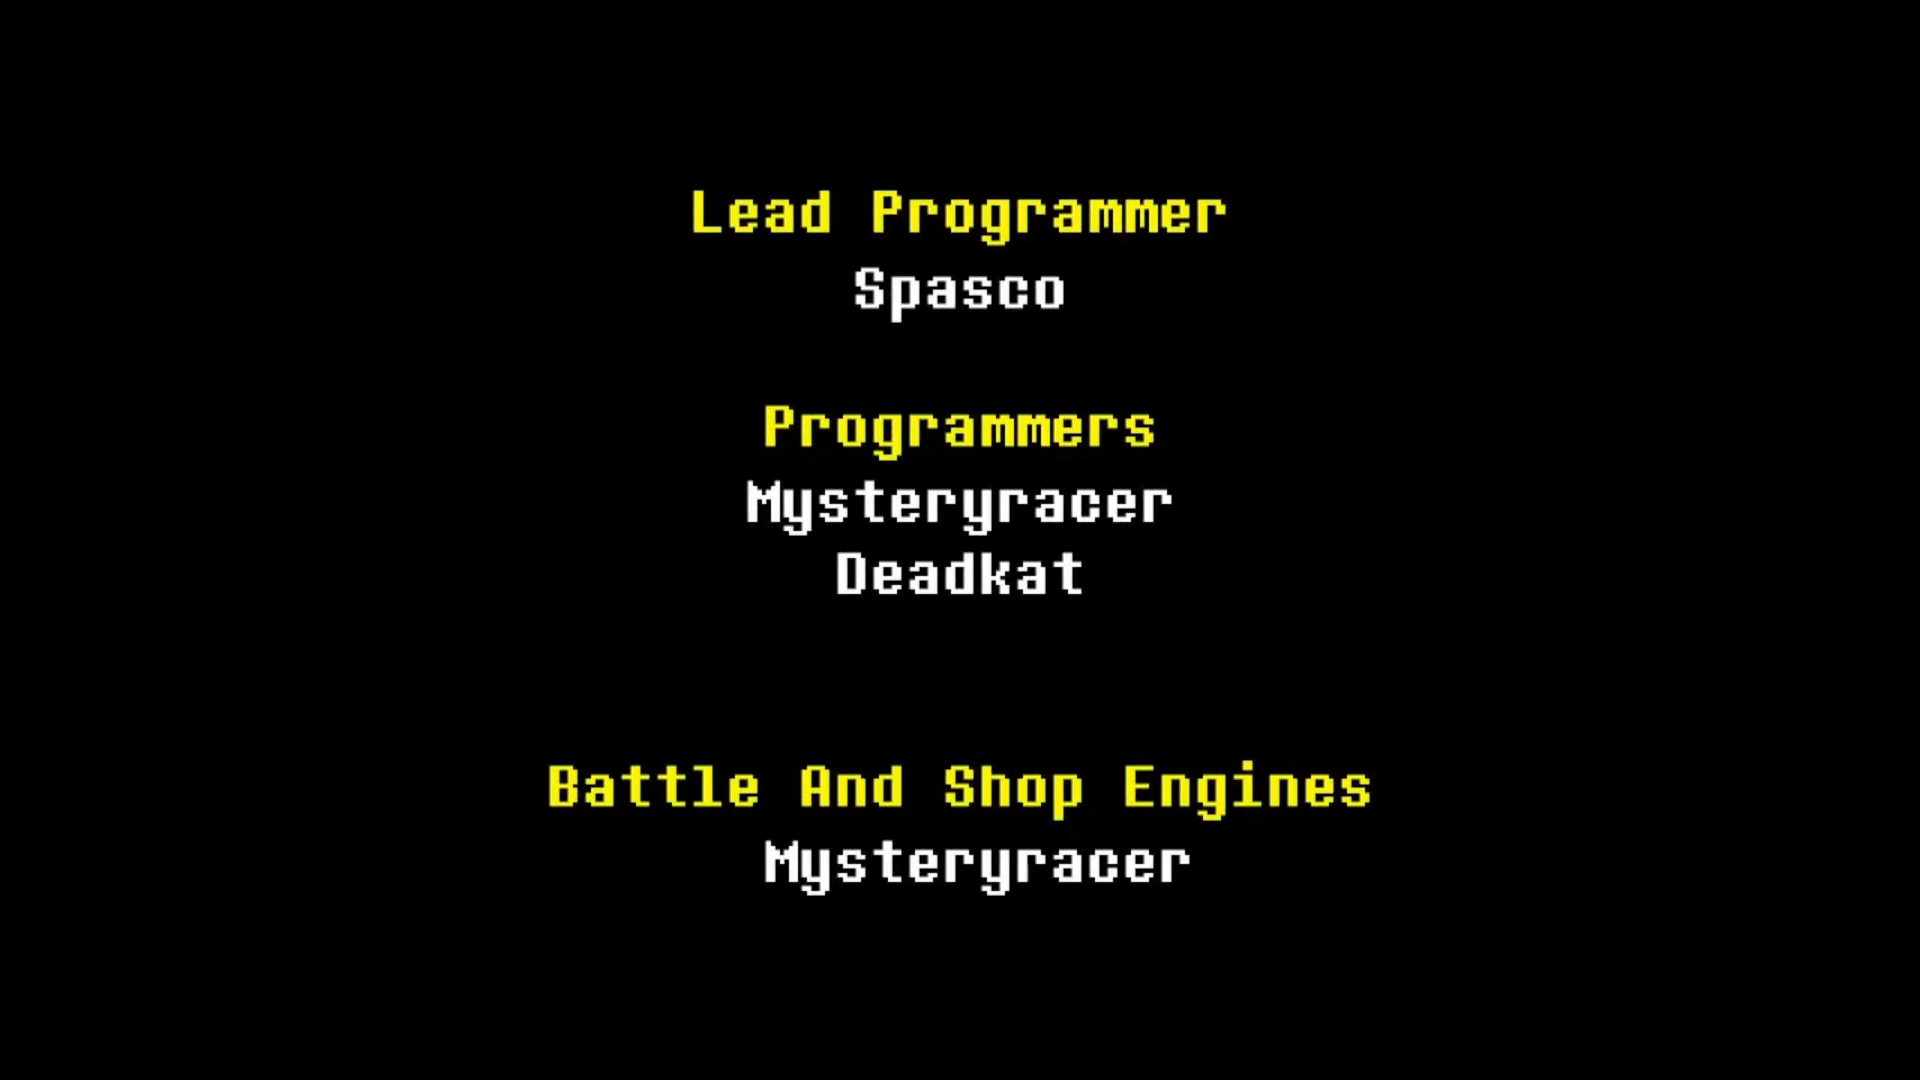 Lead Programmer
Spasco
Programmers
Mysteryracer
Deadkat
Battle And Shop Engines
Mysteryracer